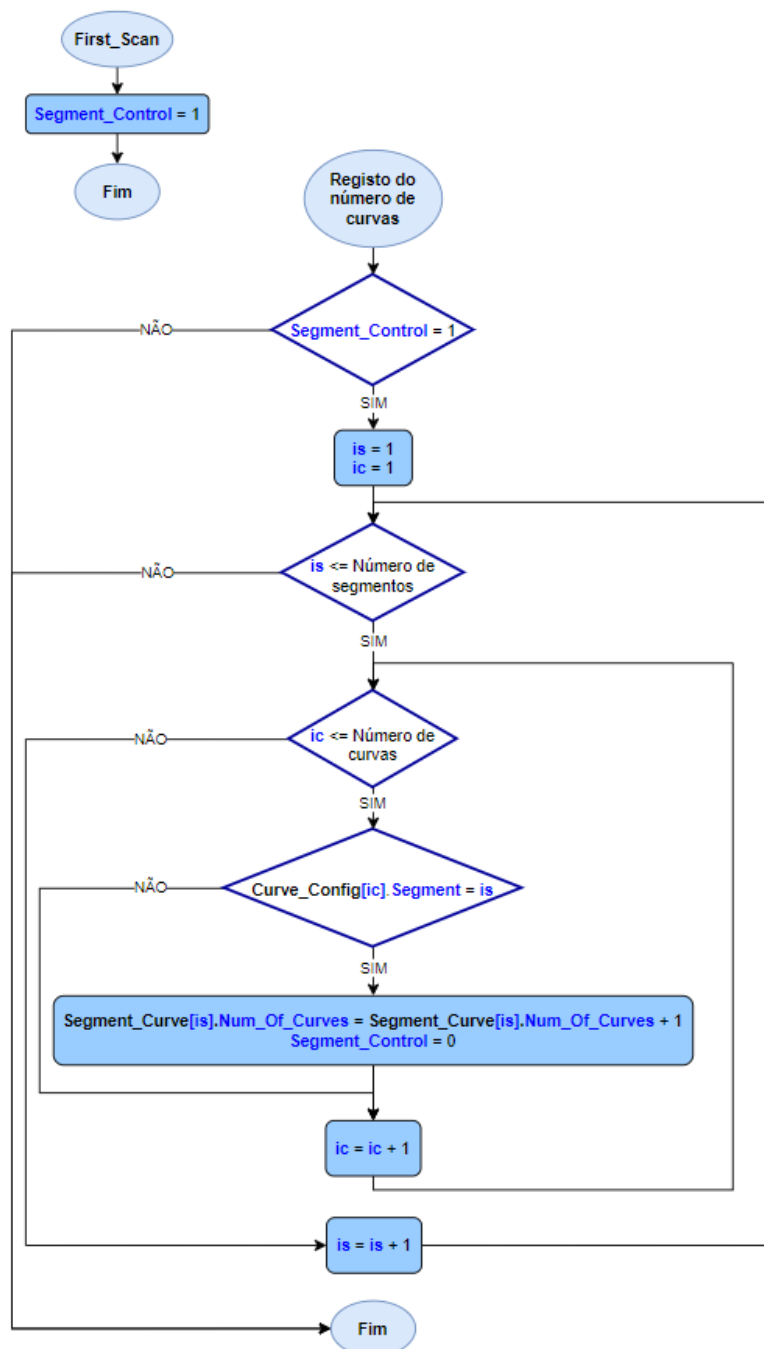 First_Scan
Segment_Control = 1
Fim
Registo do
número de
curvas
Segment_Control = 1
NÃO
SIM
is = 1
ic = 1
is <= Número de
segmentos
NÃO
SIM
ic <= Número de
curvas
NÃO
SIM
Curve_Config[ic].Segment = is
NÃO
SIM
Segment_Curve[is].Num_Of_Curves = Segment_Curve[is].Num_Of_Curves + 1
Segment_Control = 0
ic = ic + 1
is = is + 1
Fim